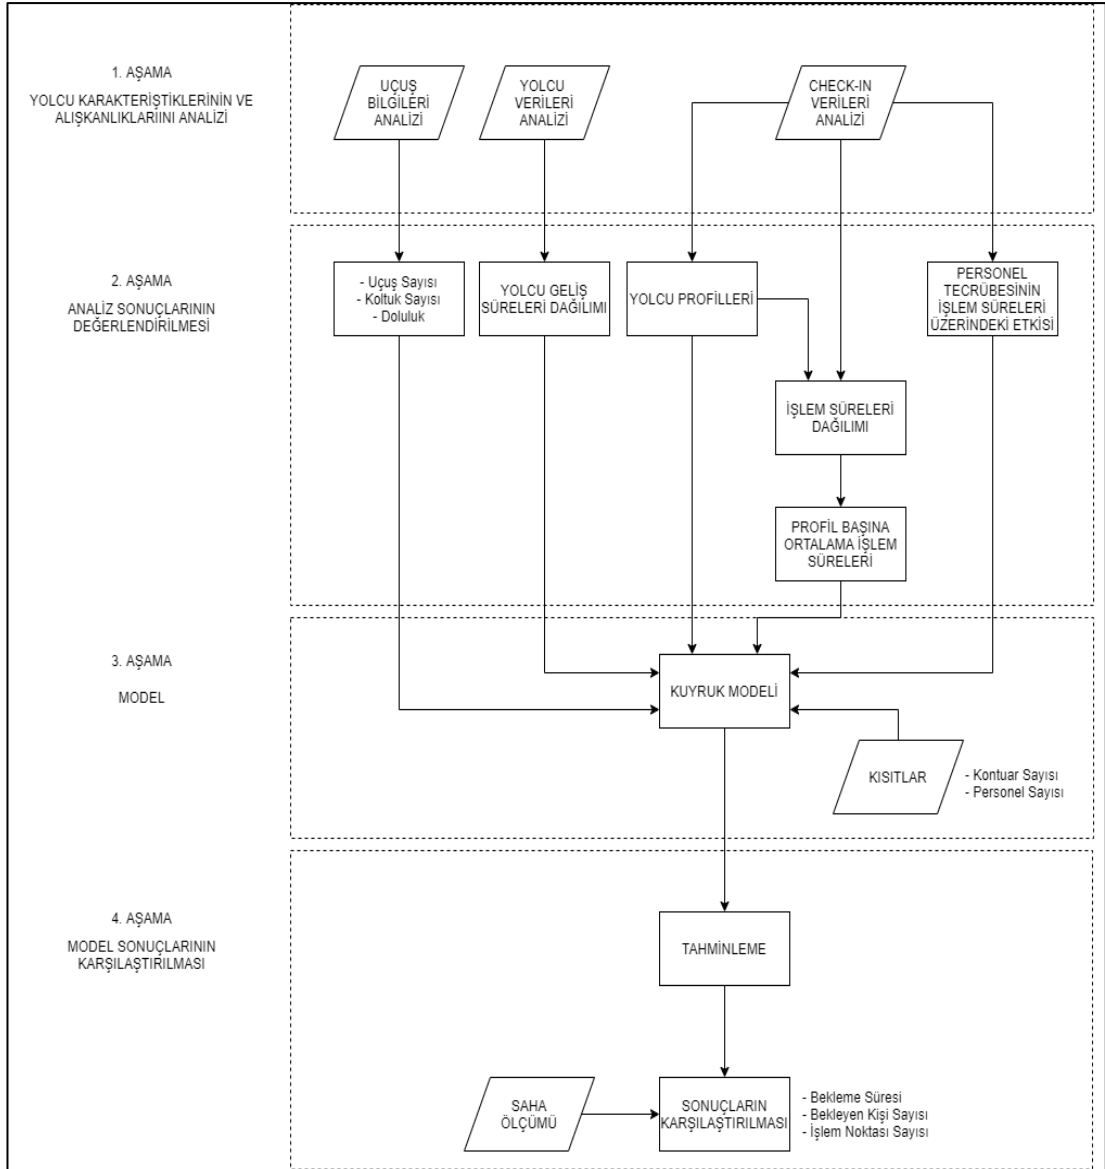 1. AŞAMA
YOLCU KARAKTERİŞTİKLERİNİN VE
ALIŞKANLIKLARIINI ANALİZİ
UÇUŞ
BİLGİLERİ
ANALİZİ
YOLCU
VERİLERİ
ANALİZİ
CHECK-IN
VERİLERİ
ANALİZİ
2. AŞAMA
ANALİZ SONUÇLARININ
DEĞERLENDİRİLMESİ
- Uçuş Sayısı
- Koltuk Sayısı
- Doluluk
YOLCU GELİŞ
SÜRELERİ DAĞILIMI
YOLCU PROFİLLERİ
PERSONEL
TECRÜBESİNİN
İŞLEM SÜRELERİ
ÜZERİNDEKİ ETKİSİ
İŞLEM SÜRELERİ
DAĞILIMI
PROFİL BAŞINA
ORTALAMA İŞLEM
SÜRELERİ
3. AŞAMA
MODEL
KUYRUK MODELİ
KISITLAR
- Kontuar Sayısı
- Personel Sayısı
4. AŞAMA
MODEL SONUÇLARININ
KARŞILAŞTIRILMASI
TAHMİNLEME
SAHA
ÖLÇÜMÜ
SONUÇLARIN
KARŞILAŞTIRILMASI
- Bekleme Süresi
- Bekleyen Kişi Sayısı
- İşlem Noktası Sayısı